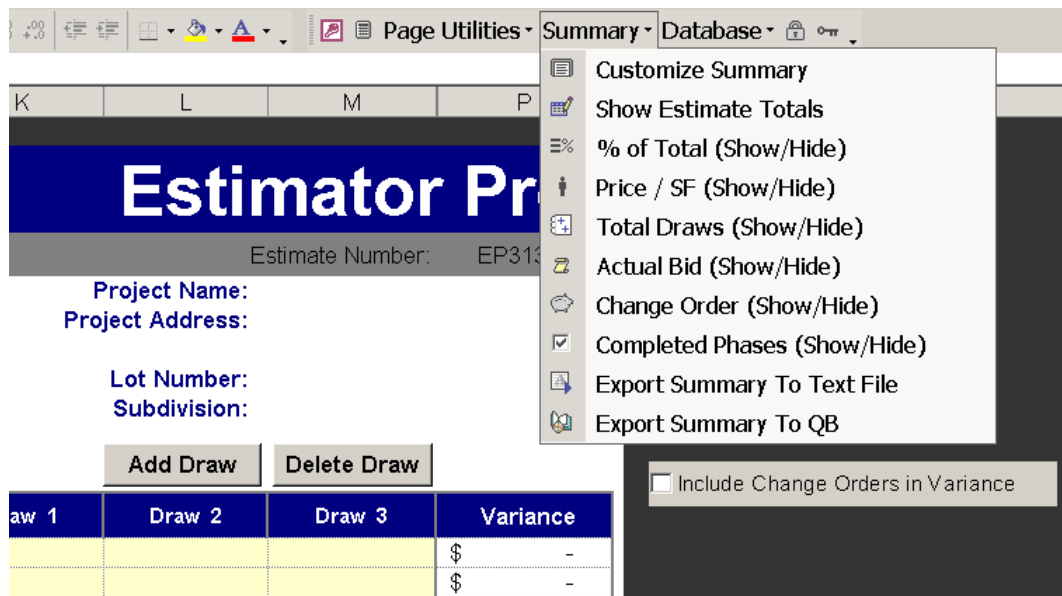 Page Utilities Summary Database
Customize Summary
Show Estimate Totals
% of Total (Show/Hide)
Price / SF (Show/Hide)
Total Draws (Show/Hide)
Actual Bid (Show/Hide)
Change Order (Show/Hide)
Completed Phases (Show/Hide)
Export Summary To Text File
Export Summary To QB
K L M P
Estimator Pr
Estimate Number: EP313
Project Name:
Project Address:
Lot Number:
Subdivision:
Add Draw Delete Draw
Include Change Orders in Variance
aw 1 Draw 2 Draw 3 Variance
$ -
$ -